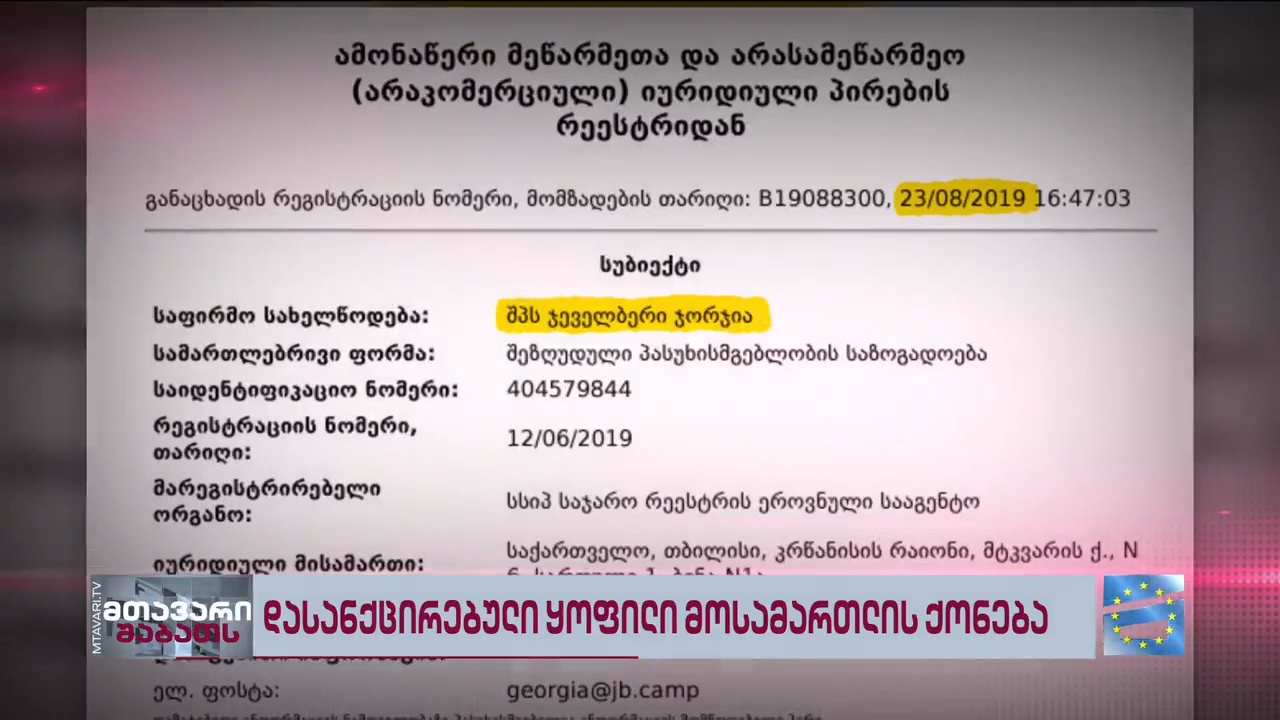 ამონაწერი მეწარმეთა და არასამეწარმეო
(არაკომერციული) იურიდიული პირების
რეესტრიდან
განაცხადის რეგისტრაციის ნომერი, მომზადების თარიღი: B19088300, 23/08/2019 16:47:03
სუბიექტი
საფირმო სახელწოდება: შპს ჯეველბერი ჯორჯია
სამართლებრივი ფორმა: შეზღუდული პასუხისმგებლობის საზოგადოება
საიდენტიფიკაციო ნომერი: 404579844
რეგისტრაციის ნომერი,
თარიღი: 12/06/2019
მარეგისტრირებელი
ორგანო: სსიპ საჯარო რეესტრის ეროვნული სააგენტო
იურიდიული მისამართი: საქართველო, თბილისი, კრწანისის რაიონი, მტკვარის ქ., N
MTAVARI.TV
მთავარი
შაბათს
დასანქცირებული ყოფილი მოსამართლის ქონება
ელ. ფოსტა: georgia@jb.camp